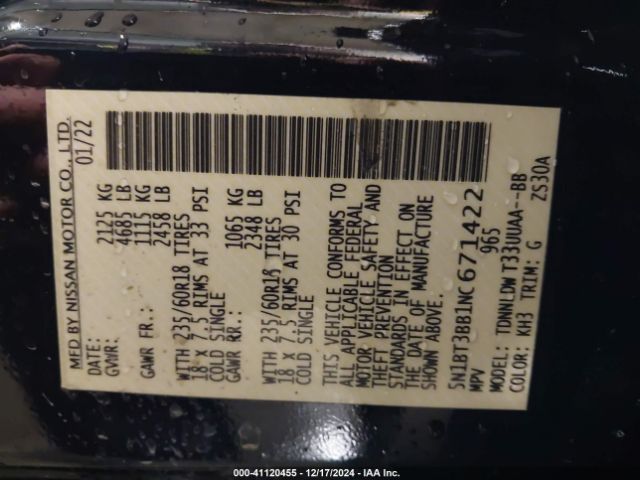 MFD BY NISSAN MOTOR CO., LTD.
DATE: 01/22
GVWR: 2125 KG
4685 LB
GAWR FR.: 1115 KG
2458 LB
WITH 235/60R18 TIRES
18 X 7.5 RIMS AT 33 PSI
COLD SINGLE
GAWR RR.: 1065 KG
2348 LB
WITH 235/60R18 TIRES
18 X 7.5 RIMS AT 30 PSI
COLD SINGLE
THIS VEHICLE CONFORMS TO
ALL APPLICABLE FEDERAL
MOTOR VEHICLE SAFETY, AND
THEFT PREVENTION
STANDARDS IN EFFECT ON
THE DATE OF MANUFACTURE
SHOWN ABOVE.
5N1BT3BB1NC671422
MPV 965
MODEL: TDNNLDW T33UUAA--BB
COLOR: KH3 TRIM: G ZS30A
000-41120455 - 12/17/2024 - IAA Inc.